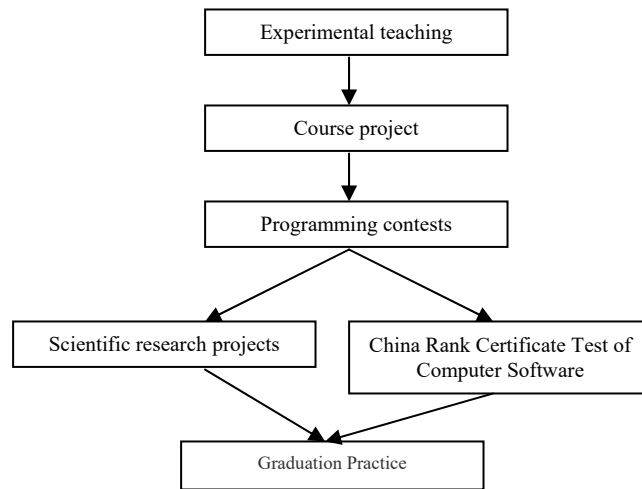 Experimental teaching
Course project
Programming contests
Scientific research projects
China Rank Certificate Test of
Computer Software
Graduation Practice